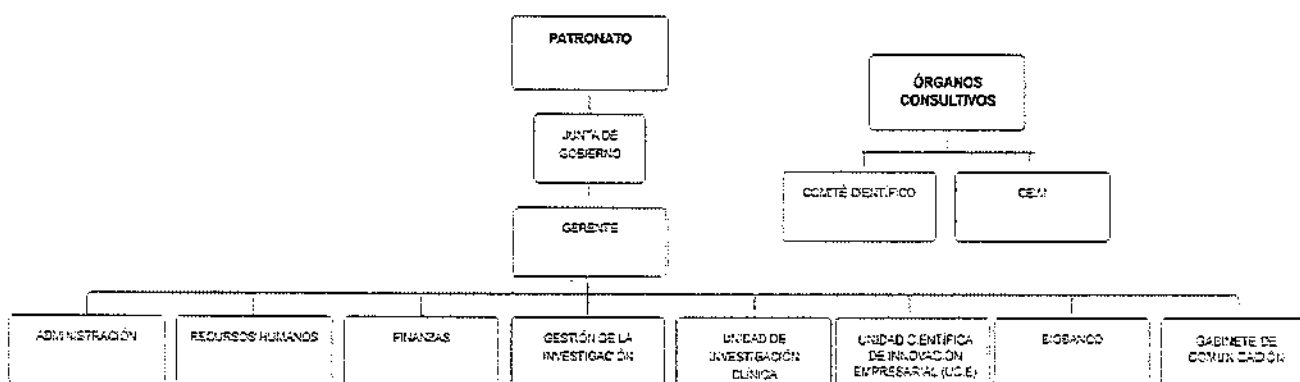 PATRONATO
ÓRGANOS
CONSULTIVOS
JUNTA DE
GOBIERNO
COMITÉ CIENTÍFICO
CEIM
GERENTE
ADMINISTRACIÓN
RECURSOS HUMANOS
FINANZAS
GESTIÓN DE LA
INVESTIGACIÓN
UNIDAD DE
INVESTIGACIÓN
CLÍNICA
UNIDAD CIENTÍFICA
DE INNOVACIÓN
EMPRESARIAL (UCIE)
BIOBANCO
GABINETE DE
COMUNICACIÓN